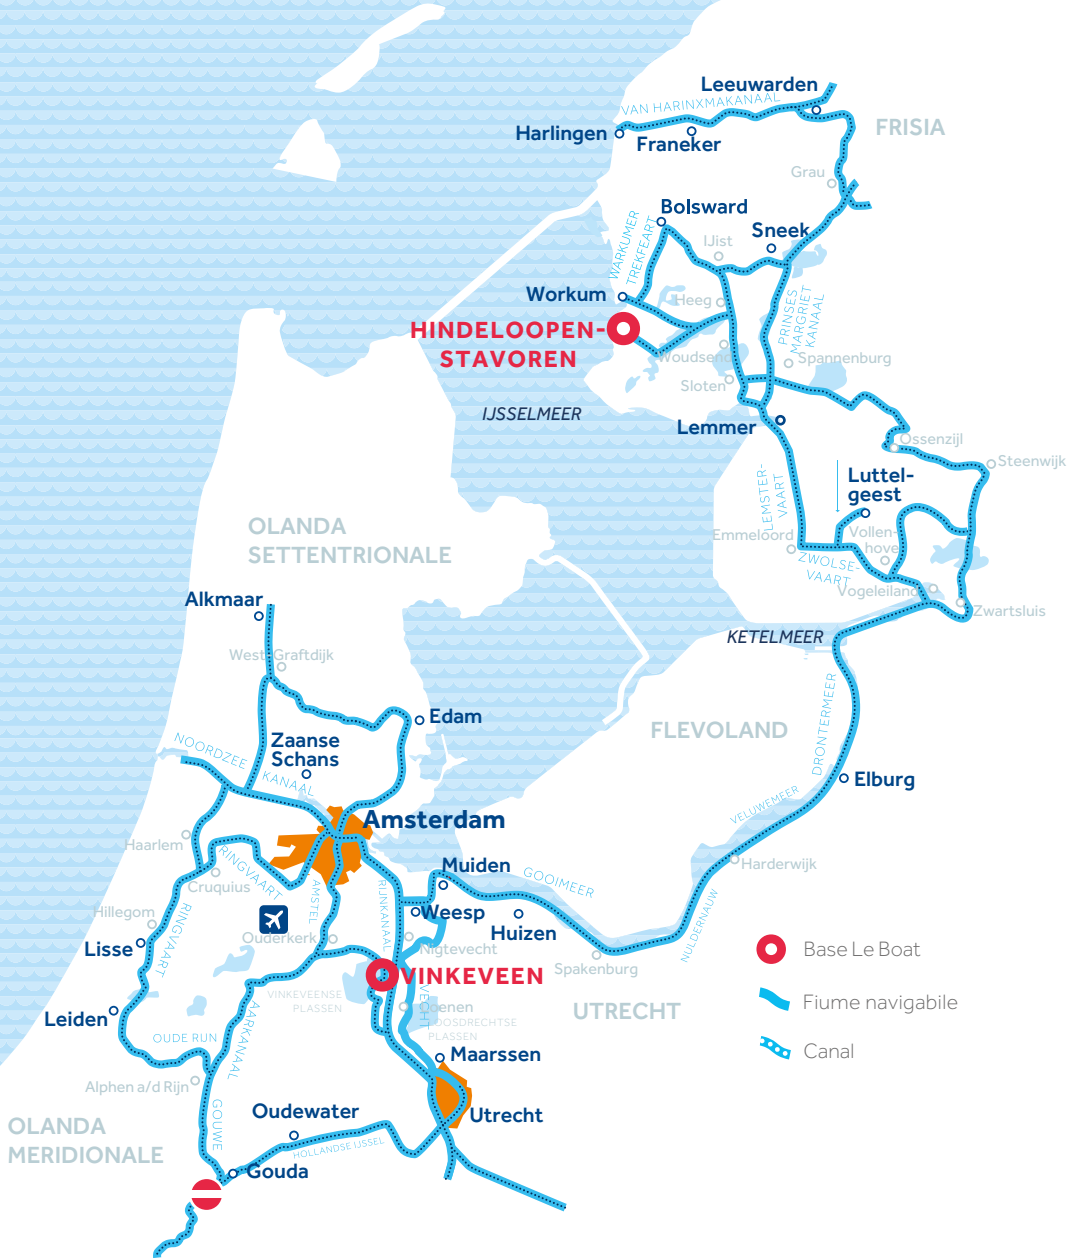 Leeuwarden
VAN HARINXMAKANAAL
Harlingen
Franeker
FRISIA
Grau
Bolsward
WARKUMER
TREKFEART
IJlst
Sneek
Workum
Heeg
PRINSES
MARGRIET
KANAAL
HINDELOOPEN-
STAVOREN
Woudsend
Spannenburg
Sloten
IJSSELMEER
Lemmer
Ossenzijl
Steenwijk
LEMSTER-
VAART
Luttel-
geest
OLANDA
SETTENTRIONALE
Emmeloord
Vollen-
hove
ZWOLSE-
VAART
Vogeleiland
Zwartsluis
Alkmaar
KETELMEER
West Graftdijk
DRONTERMEER
Edam
FLEVOLAND
Zaanse
Schans
NOORDZEE
KANAAL
Elburg
VELUWEMEER
Amsterdam
Haarlem
RINGVAART
Cruquius
Muiden
GOOIMEER
Harderwijk
AMSTEL
RIJNKANAAL
Hillegom
RINGVAART
Weesp
Huizen
NULDERNAUW
Lisse
Ouderkerk
Nigtevecht
Spakenburg
Base Le Boat
VINKEVEEN
VINKEVEENSE
PLASSEN
VECHT
Fiume navigabile
Leiden
AARKANAAL
UTRECHT
PLASSEN
OUDE RIJN
Canal
Maarssen
Alphen a/d Rijn
GOUWE
Oudewater
Utrecht
OLANDA
MERIDIONALE
HOLLANDSE IJSSEL
Gouda